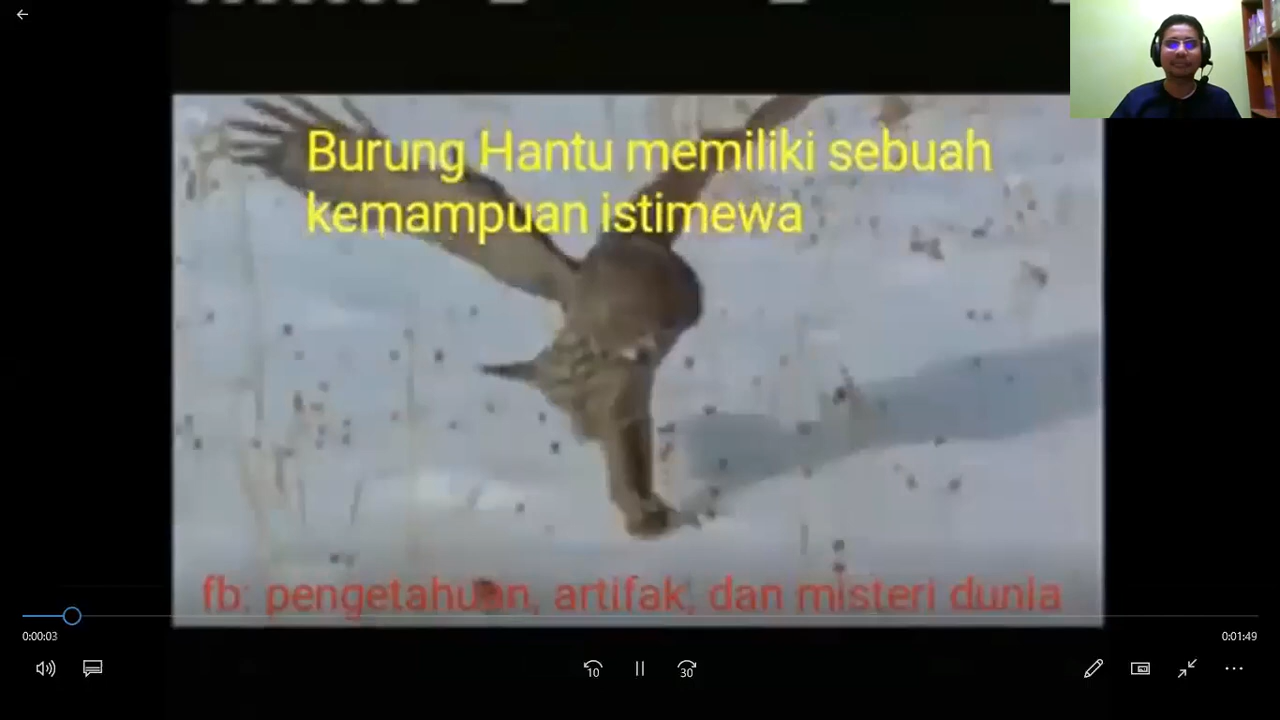 Burung Hantu memiliki sebuah
kemampuan istimewa
fb: pengetahuan, artifak, dan misteri dunia
0:00:03
0:01:49
10
30